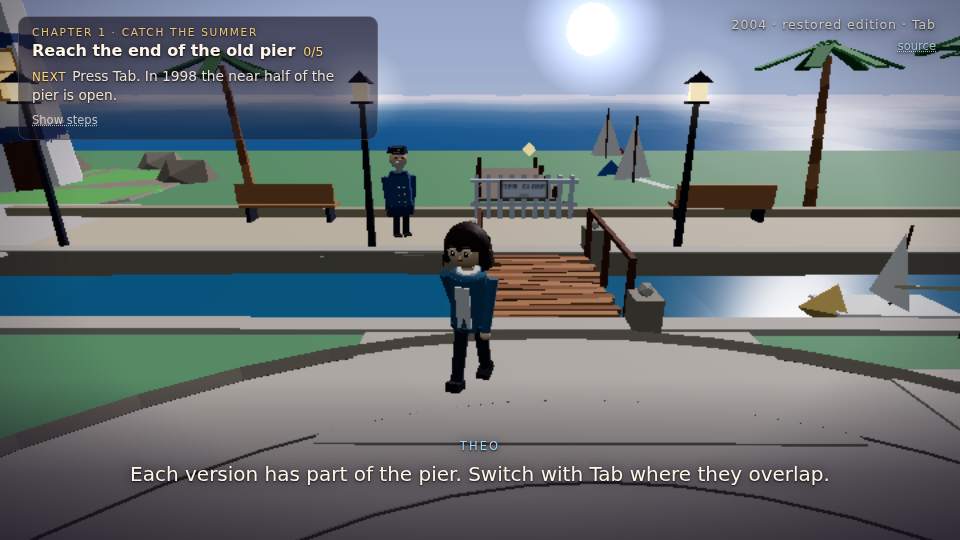 CHAPTER 1 · CATCH THE SUMMER
Reach the end of the old pier 0/5
NEXT Press Tab. In 1998 the near half of the
pier is open.
Show steps
2004 · restored edition · Tab
source
THEO
Each version has part of the pier. Switch with Tab where they overlap.